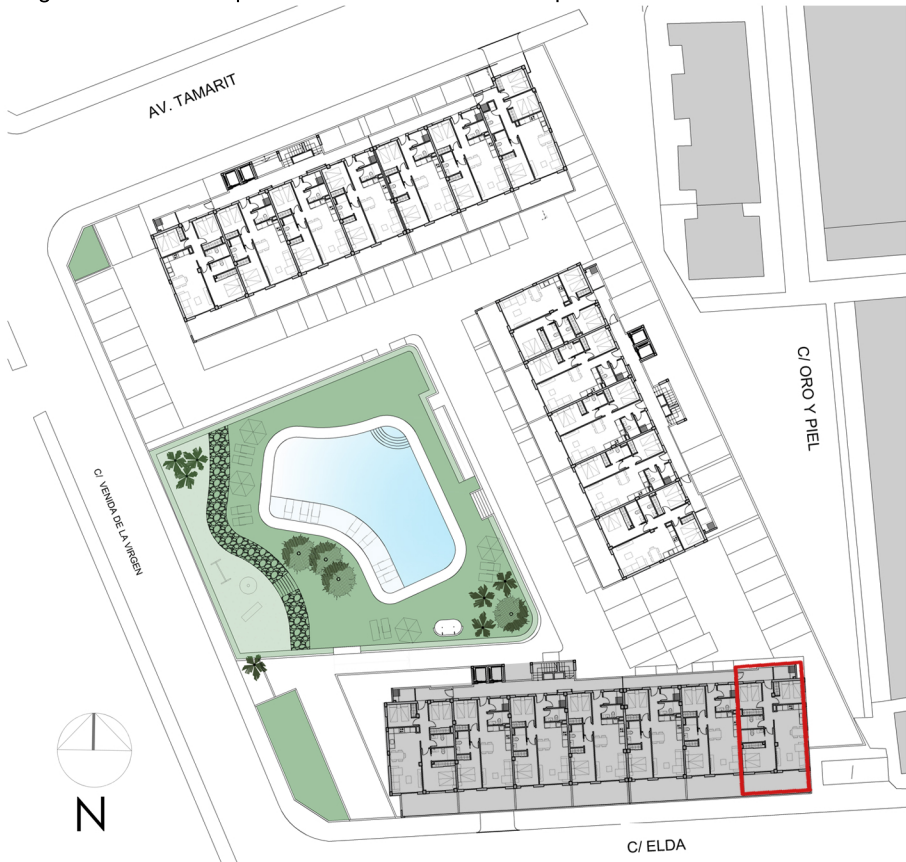 AV. TAMARIT
C/ ORO Y PIEL
C/ VENIDA DE LA VIRGEN
N
C/ ELDA